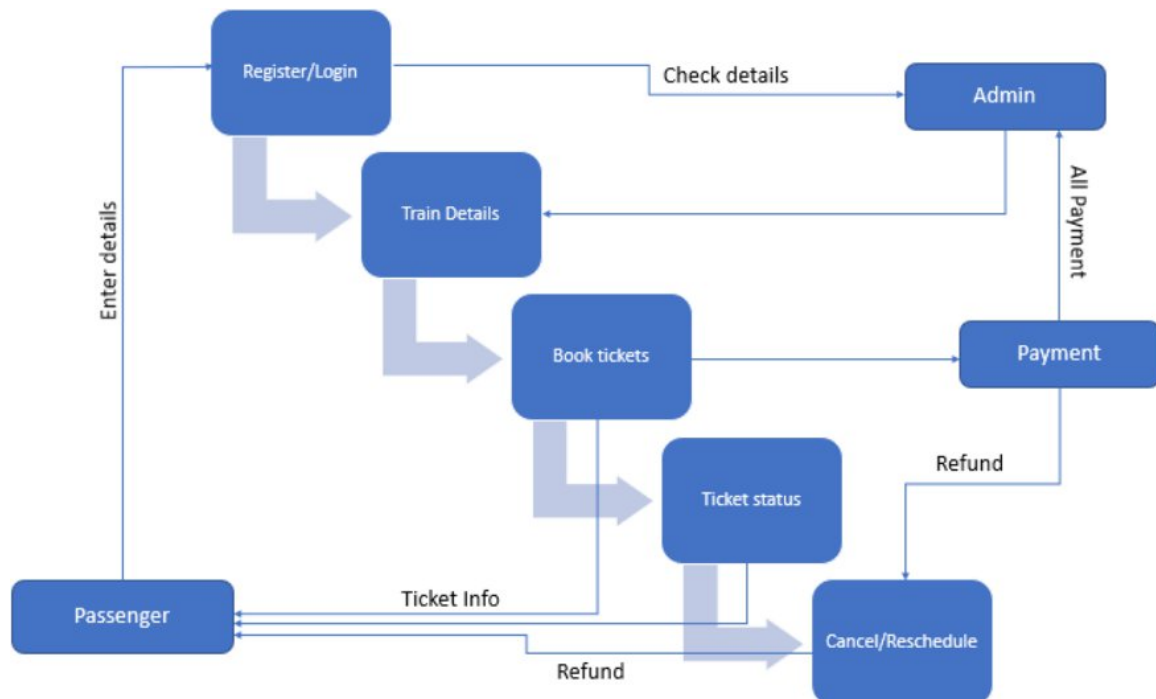 Register/Login
Check details
Admin
Enter details
Train Details
All Payment
Book tickets
Payment
Ticket status
Refund
Passenger
Ticket Info
Cancel/Reschedule
Refund